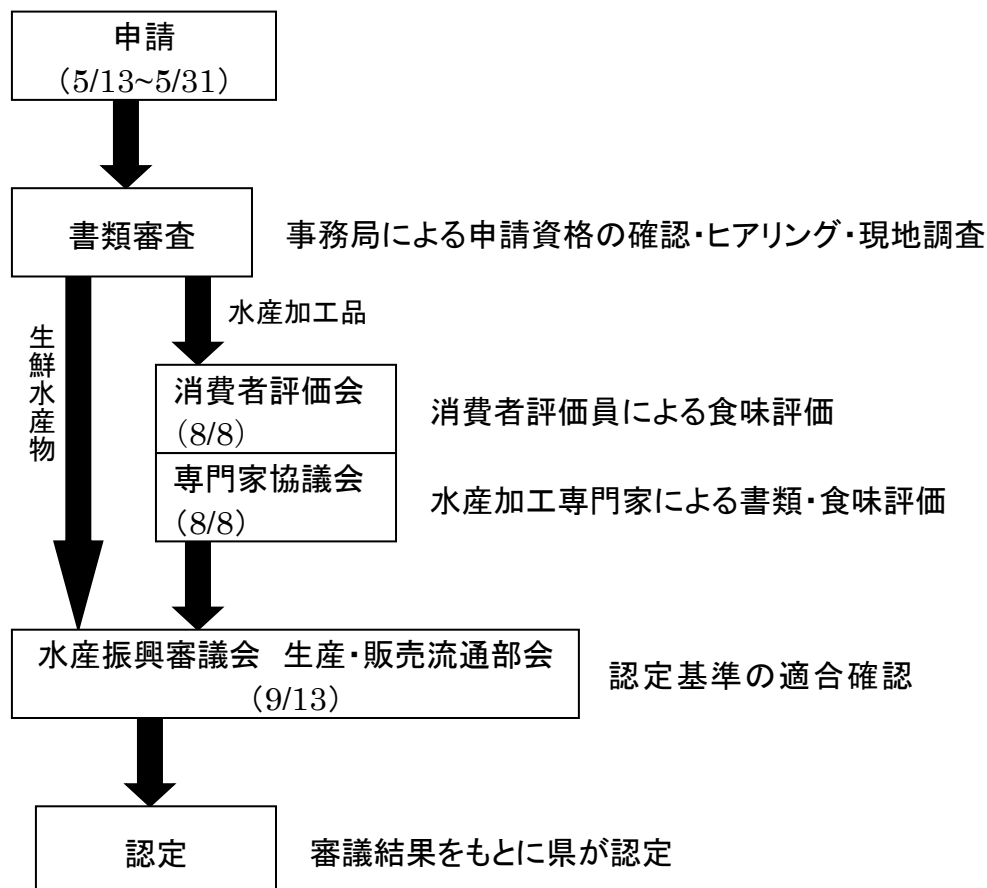 申請
(5/13~5/31)
書類審査
事務局による申請資格の確認・ヒアリング・現地調査
生鮮水産物
水産加工品
消費者評価会
(8/8)
消費者評価員による食味評価
専門家協議会
(8/8)
水産加工専門家による書類・食味評価
水産振興審議会 生産・販売流通部会
(9/13)
認定基準の適合確認
認定
審議結果をもとに県が認定